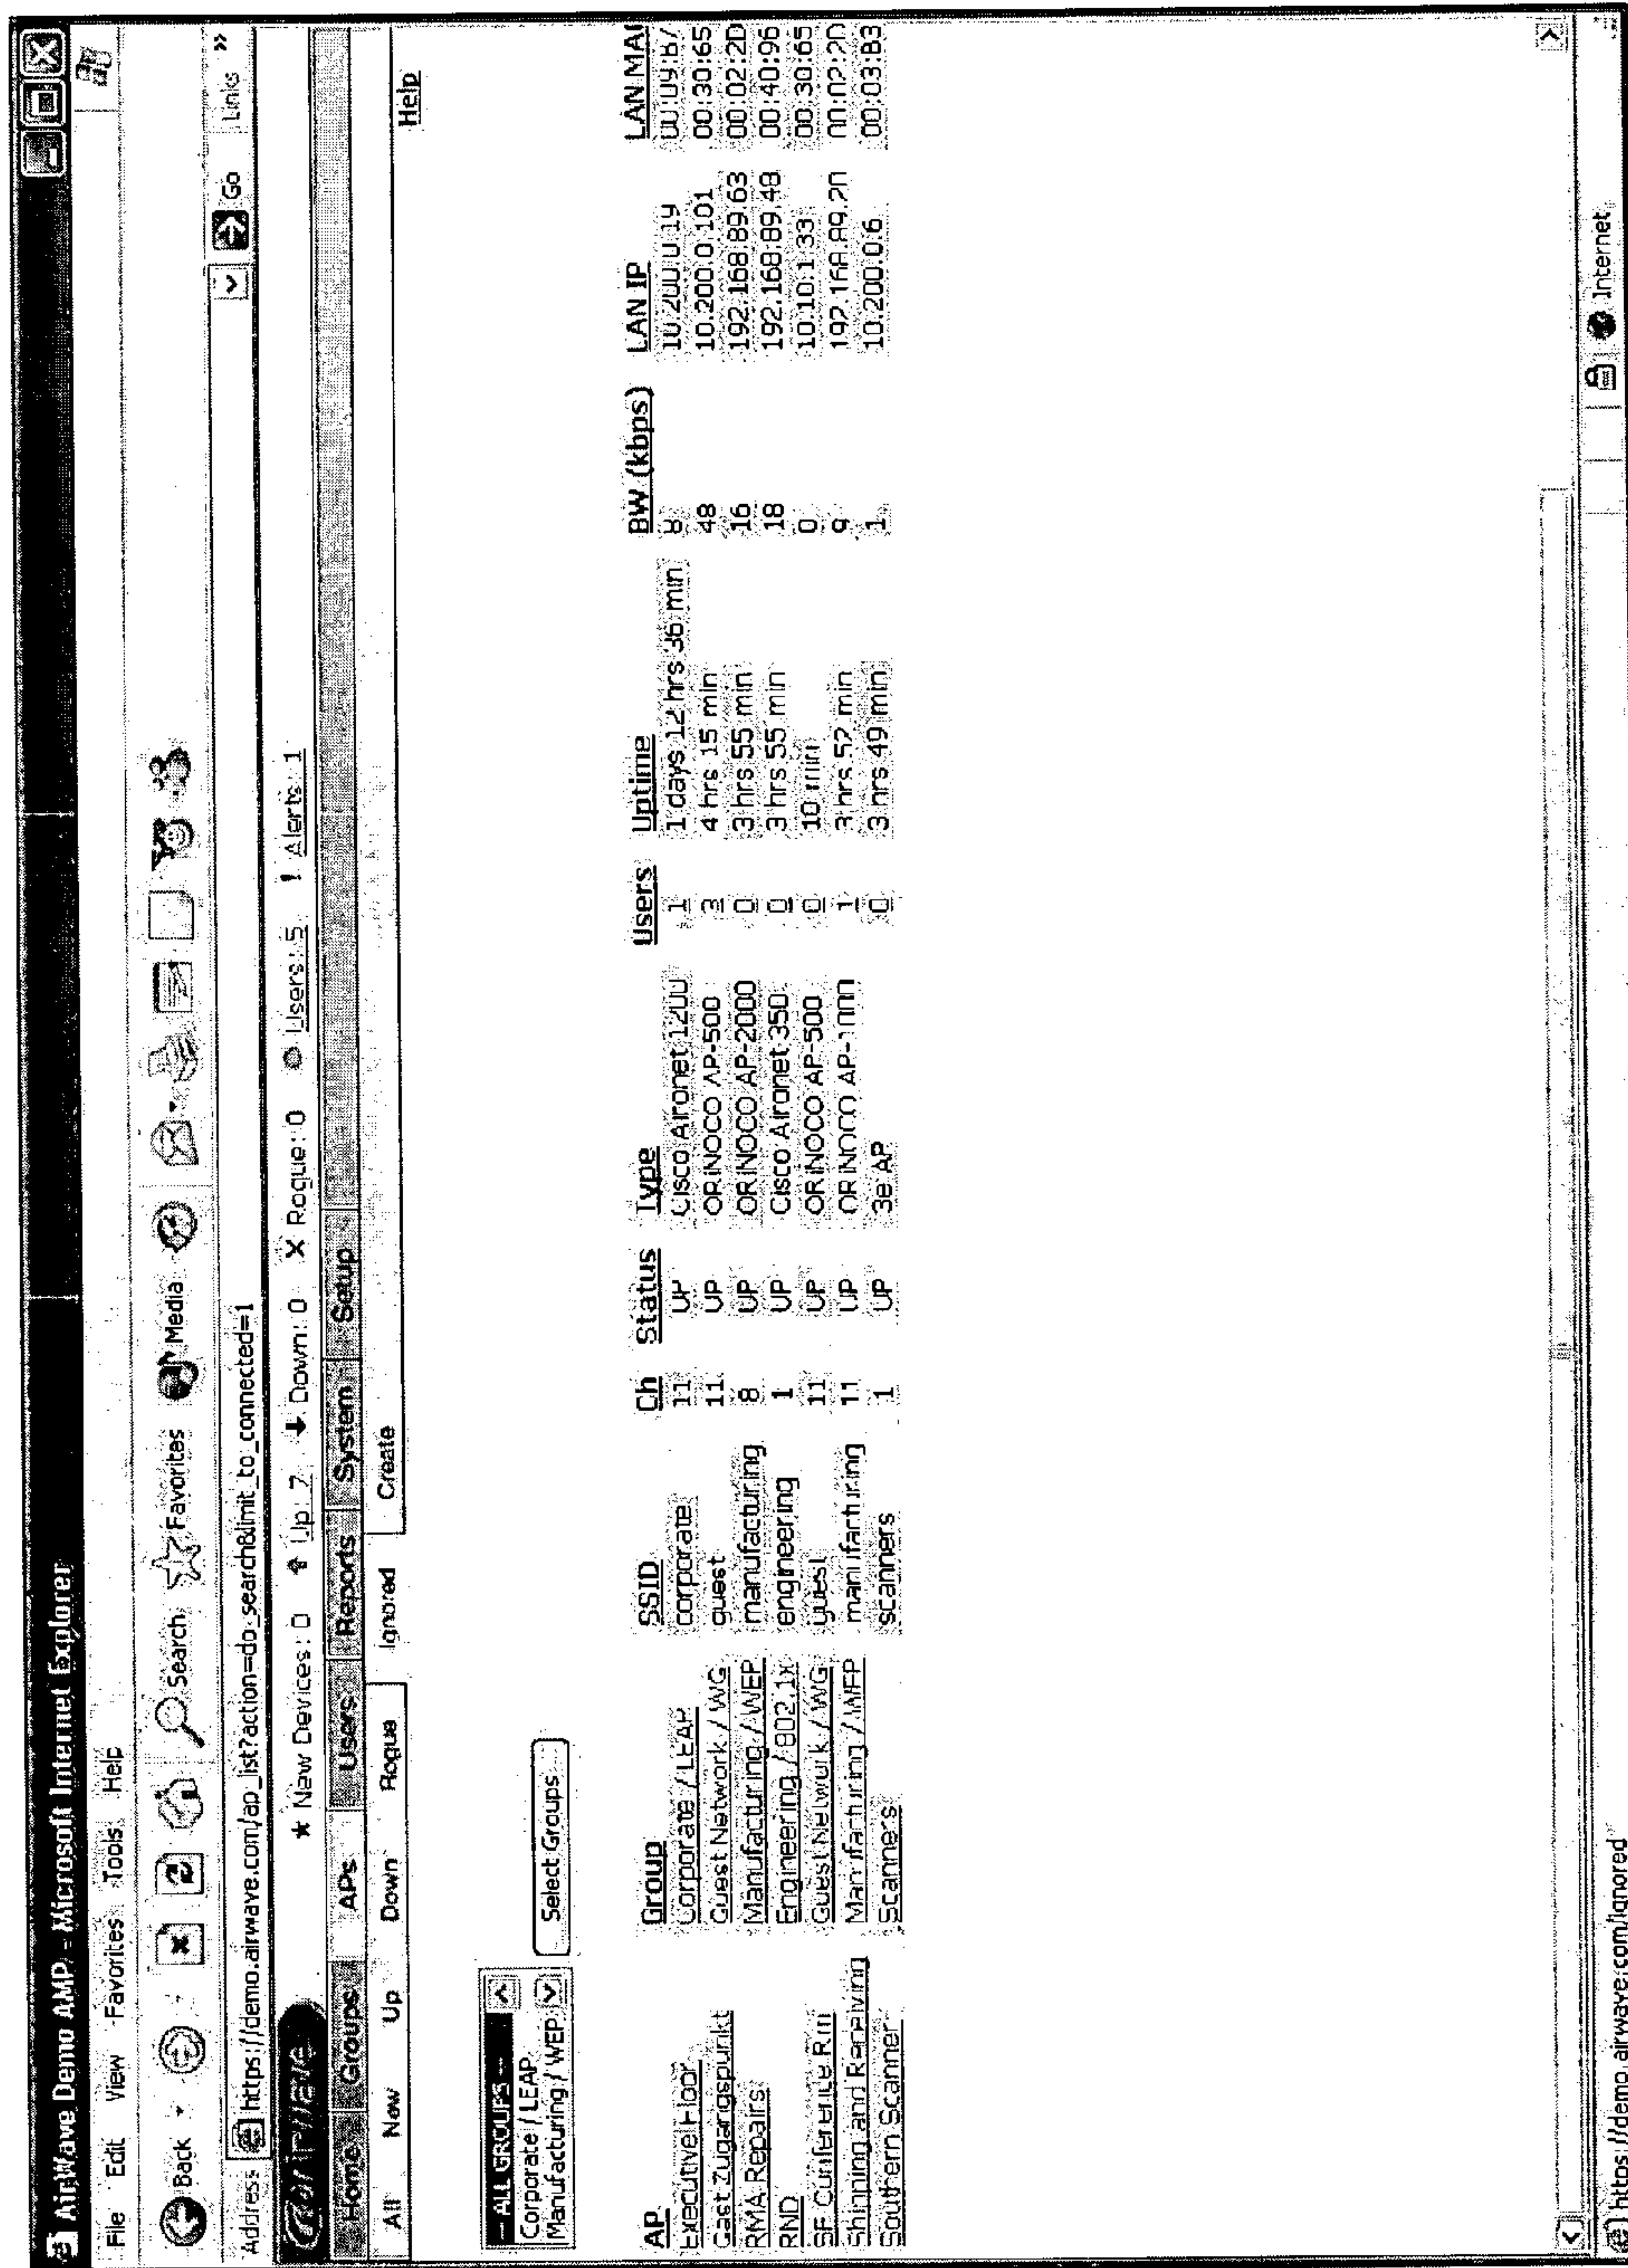 AirWave Demo AMP - Microsoft Internet Explorer
File Edit View Favorites Tools Help
Back Search Favorites Media
Address https://demo.airwave.com/ap_list?action=do_search&limit_to_connected=1 Go Links »
airwave ★ New Devices: 0 Up: 7 Down: 0 X Rogue: 0 Users: 5 ! Alerts: 1
Home Groups APs Users Reports System Setup
All New Up Down Rogue Ignored Create
Help
-- ALL GROUPS --
Corporate / LEAP
Manufacturing / WEP
Select Groups
AP Group SSID Ch Status Type Users Uptime BW (kbps) LAN IP LAN MAC
Executive Floor Corporate / LEAP corporate 11 UP Cisco Aironet 1200 1 1 days 12 hrs 36 min 8 10.200.0.19 00:09:B7
Gast Zugangspunkt Guest Network / WG guest 11 UP ORiNOCO AP-500 3 4 hrs 15 min 48 10.200.0.101 00:30:65
RMA Repairs Manufacturing / WEP manufacturing 8 UP ORiNOCO AP-2000 0 3 hrs 55 min 16 192.168.89.63 00:02:2D
RND Engineering / 802.1x engineering 1 UP Cisco Aironet 350 0 3 hrs 55 min 18 192.168.89.48 00:40:96
SF Conference Rm Guest Network / WG guest 11 UP ORiNOCO AP-500 0 10 min 0 10.10.1.33 00:30:65
Shipping and Receiving Manufacturing / WEP manufacturing 11 UP ORiNOCO AP-1000 1 3 hrs 52 min 9 192.168.89.20 00:02:2D
Southern Scanner Scanners scanners 1 UP 3e AP 0 3 hrs 49 min 1 10.200.0.6 00:03:B3
https://demo.airwave.com/ignored Internet